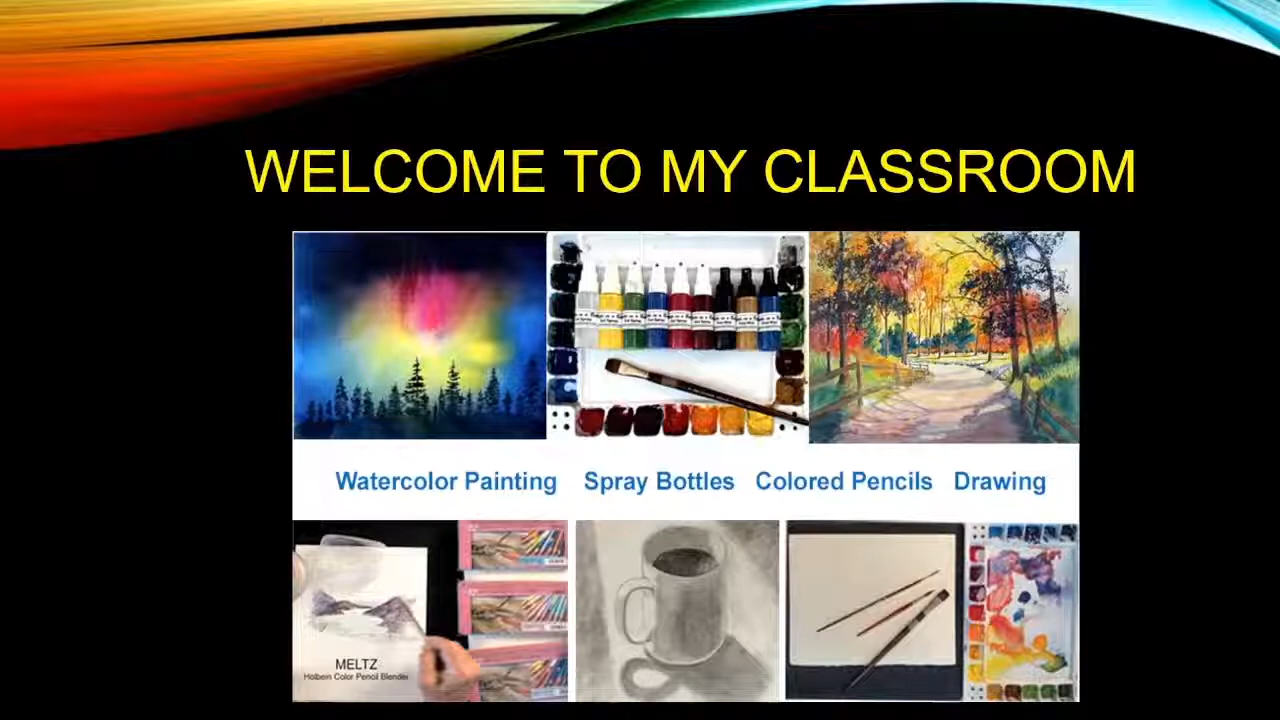 WELCOME TO MY CLASSROOM
Watercolor Painting Spray Bottles Colored Pencils Drawing
MELTZ
Holbein Color Pencil Blender